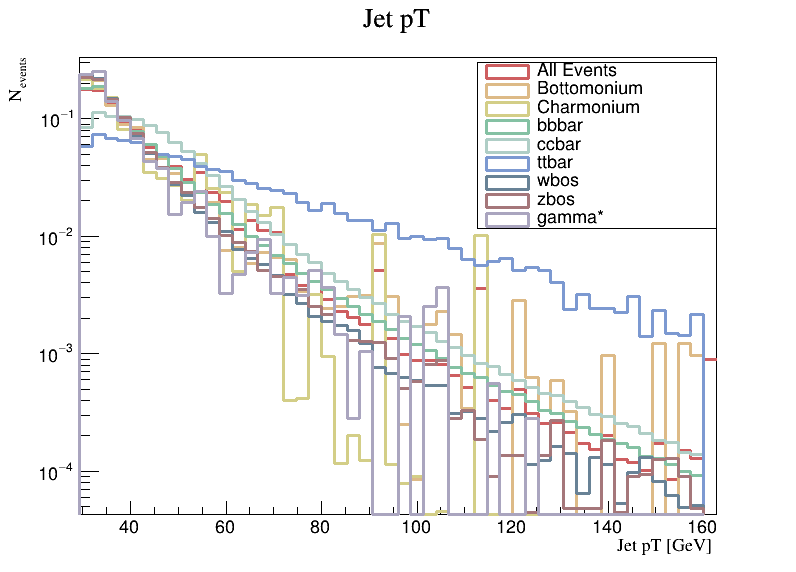 Jet pT
N_events
10⁻¹
10⁻²
10⁻³
10⁻⁴
All Events
Bottomonium
Charmonium
bbbar
ccbar
ttbar
wbos
zbos
gamma*
40 60 80 100 120 140 160
Jet pT [GeV]